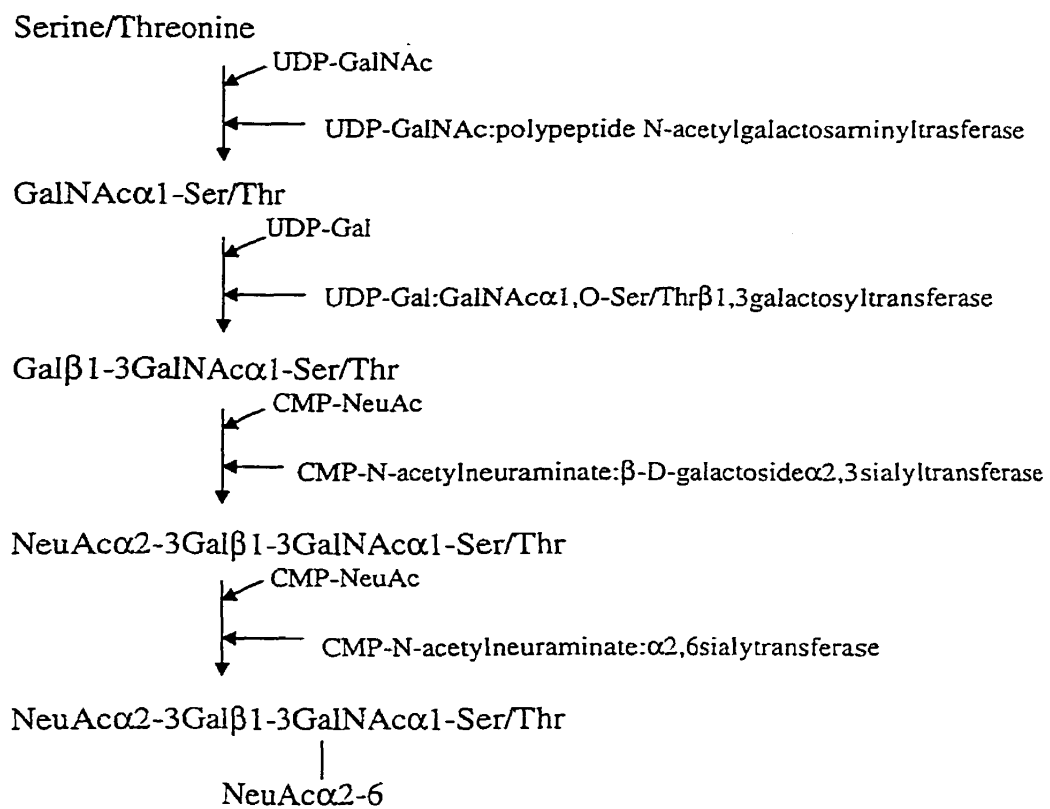 Serine/Threonine
UDP-GalNAc
UDP-GalNAc:polypeptide N-acetylgalactosaminyltrasferase
GalNAcα1-Ser/Thr
UDP-Gal
UDP-Gal:GalNAcα1,O-Ser/Thrβ1,3galactosyltransferase
Galβ1-3GalNAcα1-Ser/Thr
CMP-NeuAc
CMP-N-acetylneuraminate:β-D-galactosideα2,3sialyltransferase
NeuAcα2-3Galβ1-3GalNAcα1-Ser/Thr
CMP-NeuAc
CMP-N-acetylneuraminate:α2,6sialytransferase
NeuAcα2-3Galβ1-3GalNAcα1-Ser/Thr
NeuAcα2-6